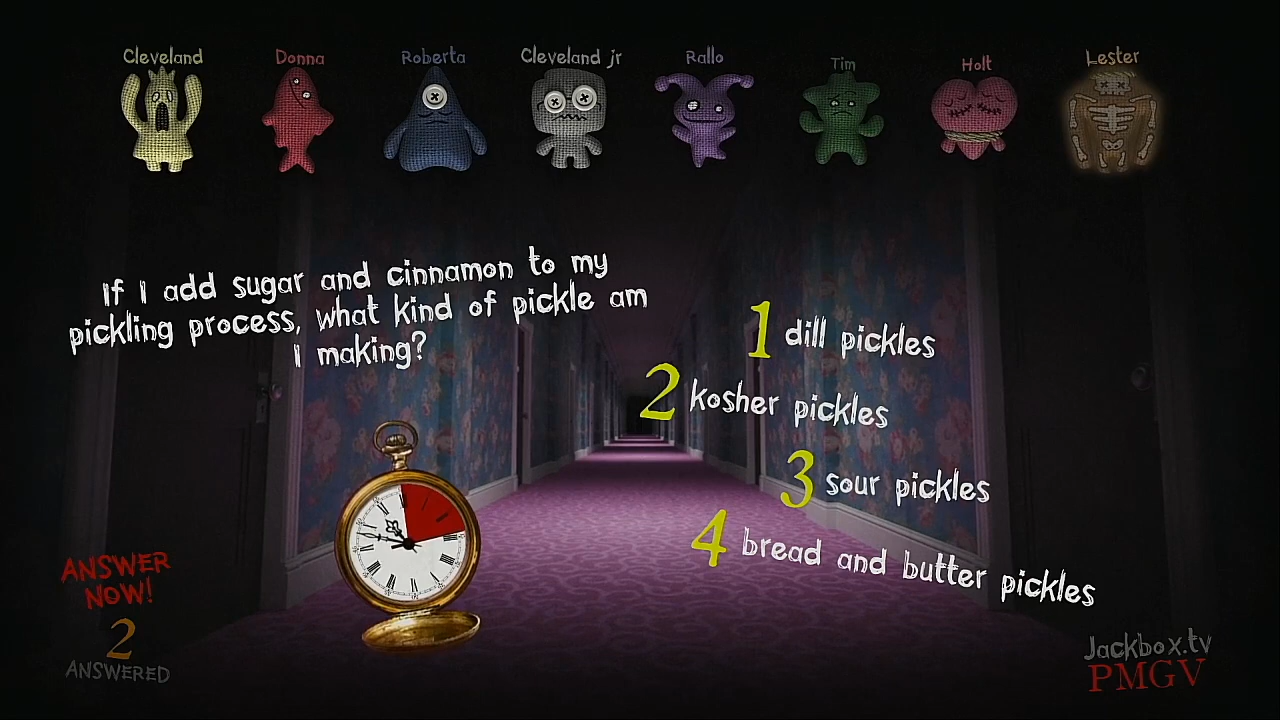 Cleveland
Donna
Roberta
Cleveland jr
Rallo
Tim
Holt
Lester
If I add sugar and cinnamon to my
pickling process, what kind of pickle am
I making?
1 dill pickles
2 kosher pickles
3 sour pickles
4 bread and butter pickles
ANSWER
NOW!
2
ANSWERED
Jackbox.tv
PMGV